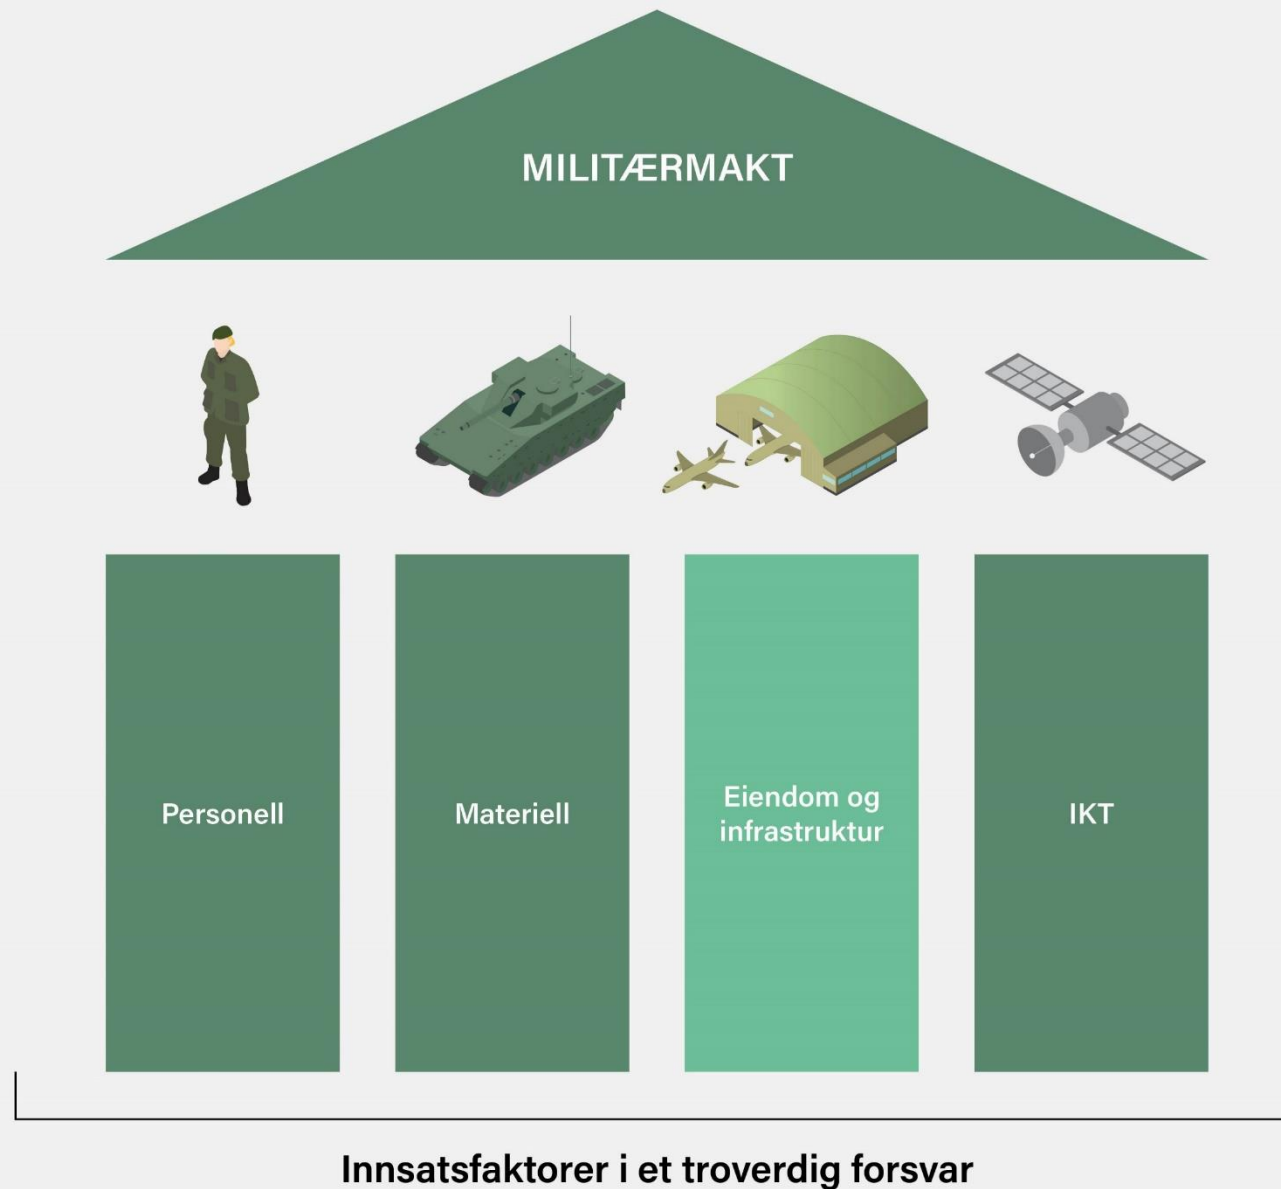 MILITÆRMAKT
Personell
Materiell
Eiendom og
infrastruktur
IKT
Innsatsfaktorer i et troverdig forsvar